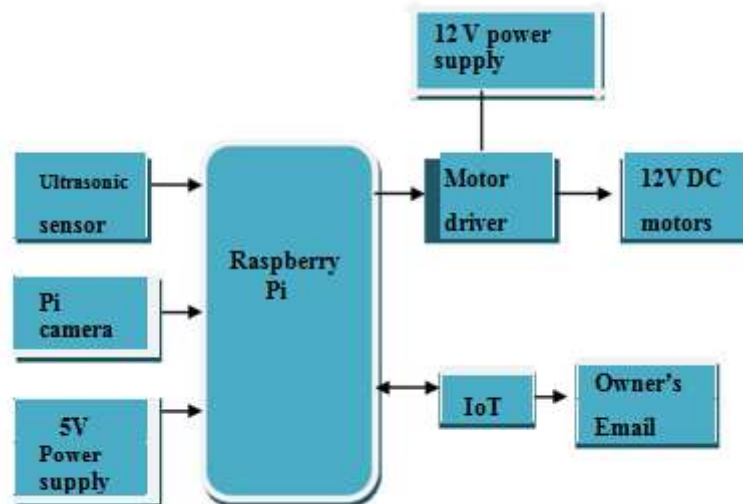 12 V power
supply
Ultrasonic
sensor
Motor
driver
12V DC
motors
Raspberry
Pi
Pi
camera
5V
Power
supply
IoT
Owner's
Email